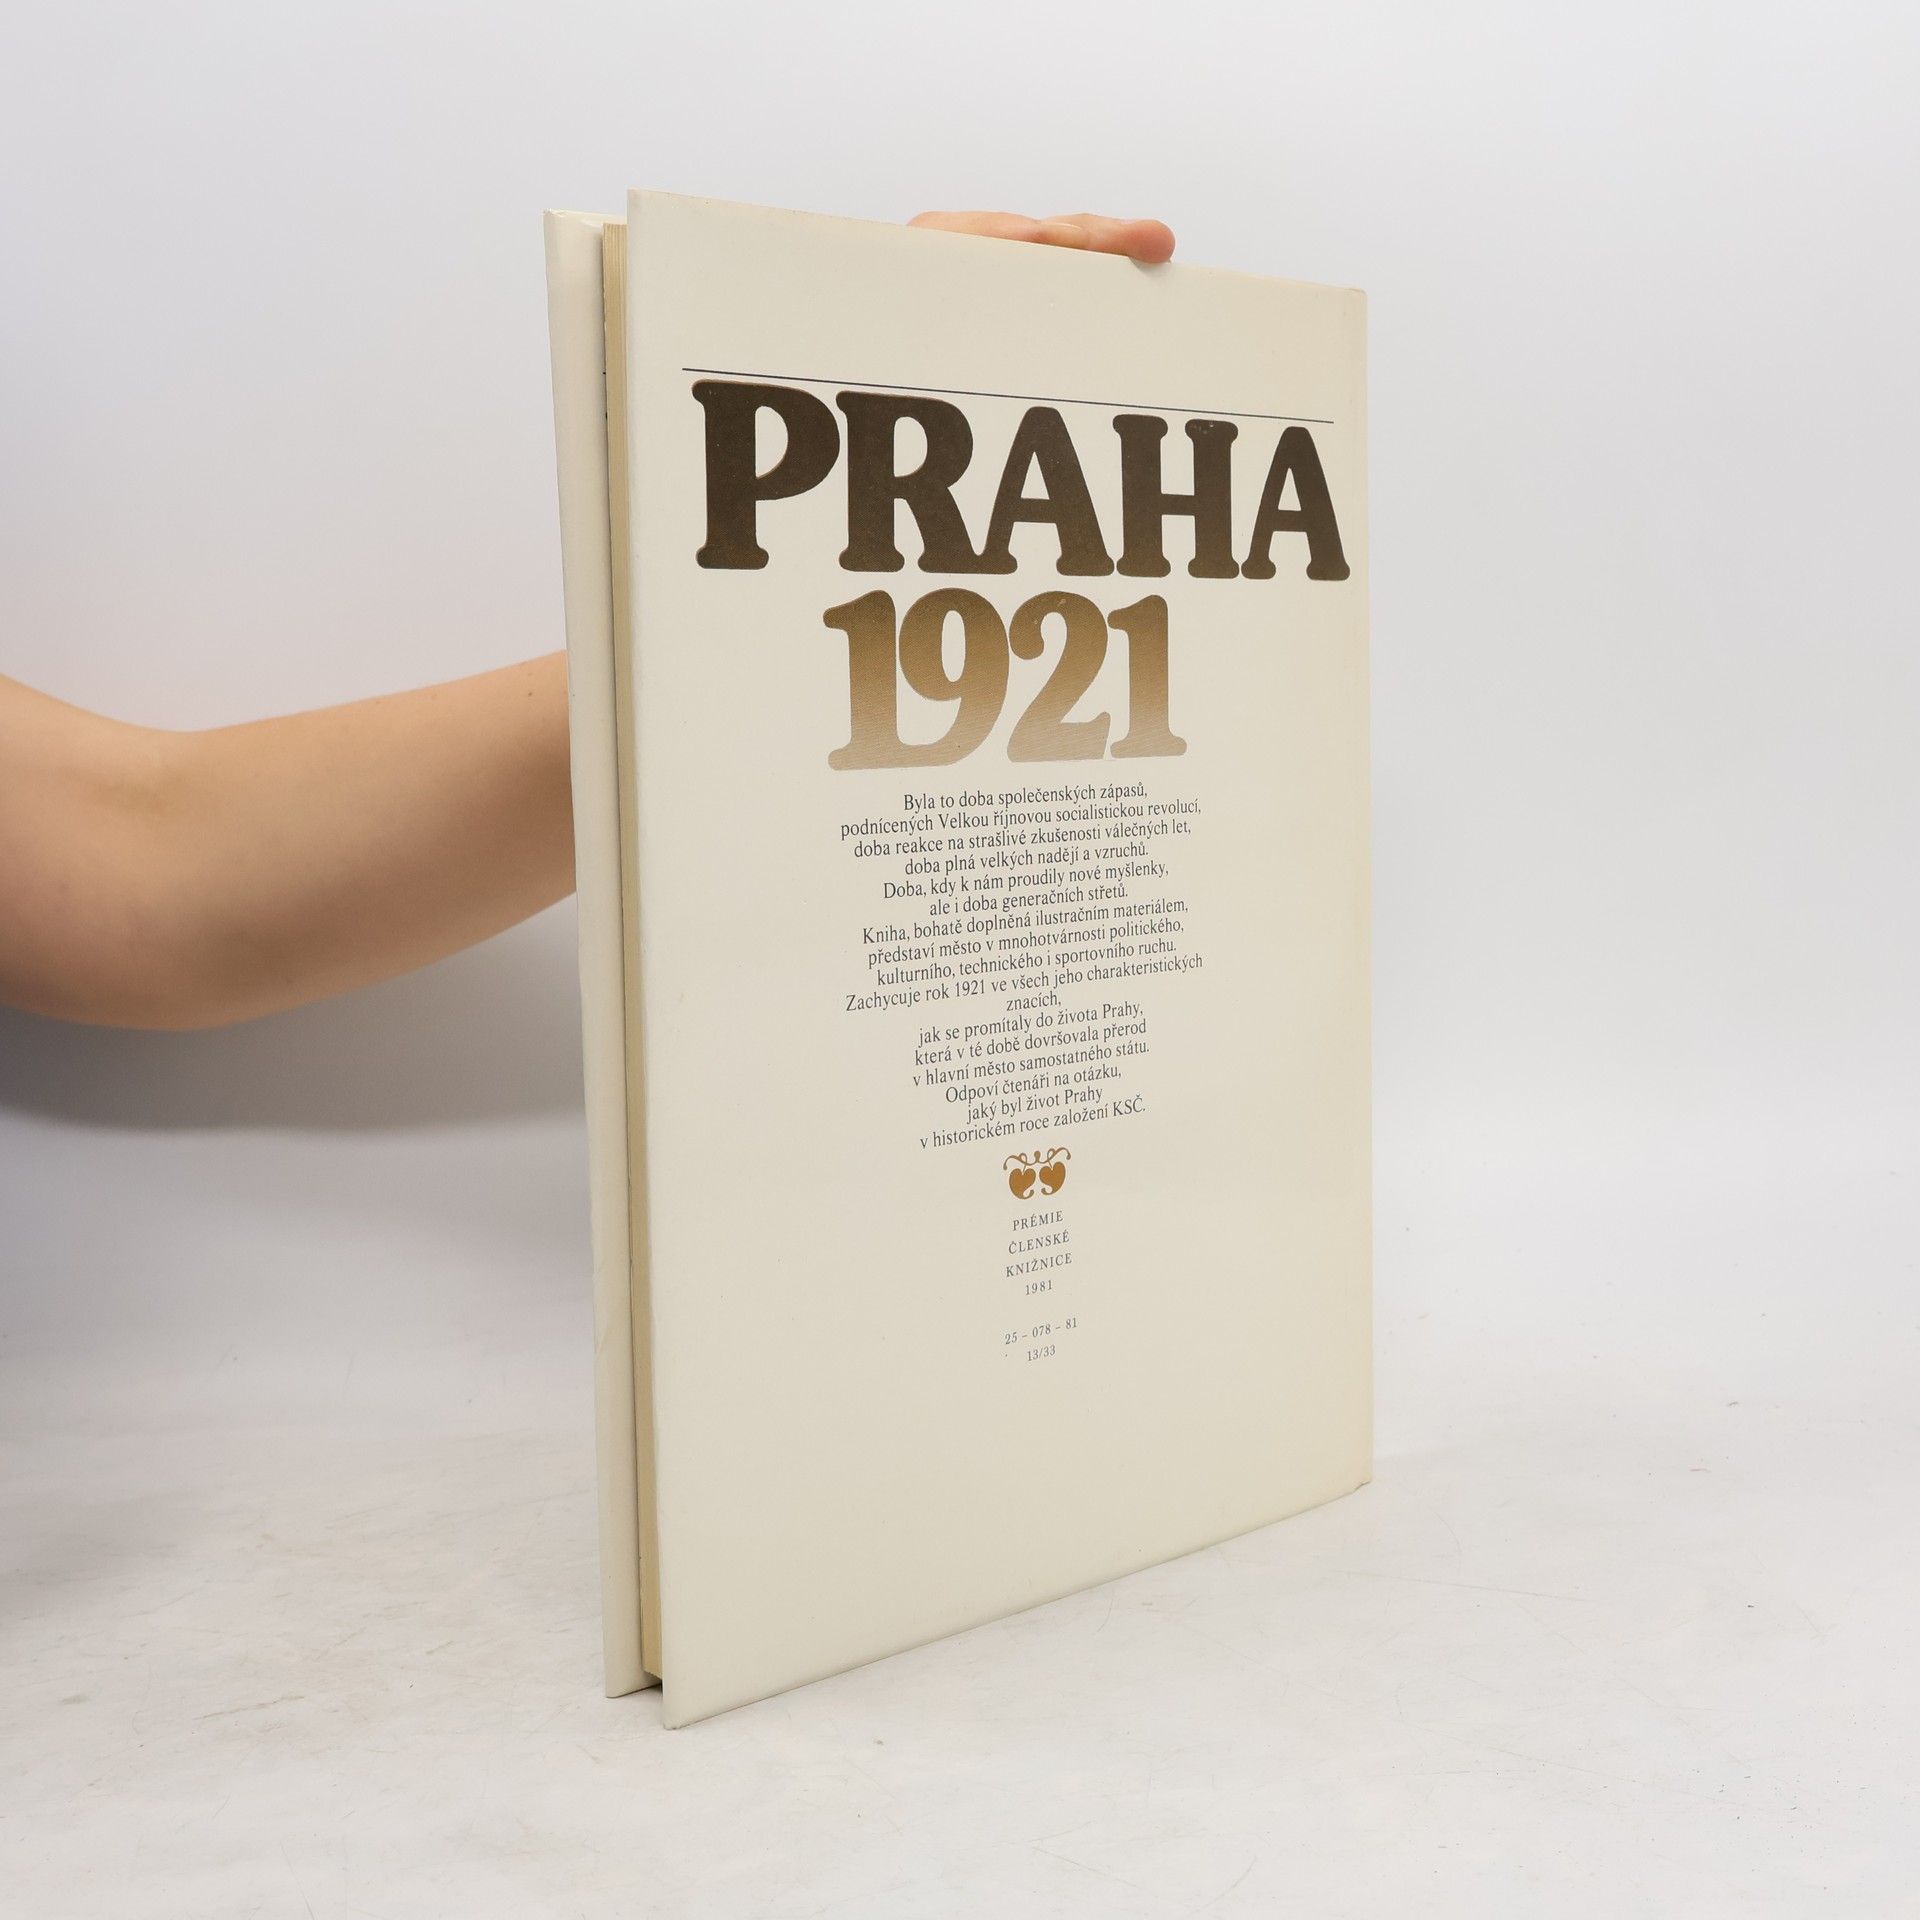 PRAHA
1921
Byla to doba společenských zápasů,
podnícených Velkou říjnovou socialistickou revolucí,
doba reakce na strašlivé zkušenosti válečných let,
doba plná velkých nadějí a vzruchů.
Doba, kdy k nám proudily nové myšlenky,
ale i doba generačních střetů.
Kniha, bohatě doplněná ilustračním materiálem,
představí město v mnohotvárnosti politického,
kulturního, technického i sportovního ruchu.
Zachycuje rok 1921 ve všech jeho charakteristických
znacích,
jak se promítaly do života Prahy,
která v té době dovršovala přerod
v hlavní město samostatného státu.
Odpoví čtenáři na otázku,
jaký byl život Prahy
v historickém roce založení KSČ.
PRÉMIE
ČLENSKÉ
KNIŽNICE
1981
25 – 078 – 81
13/33